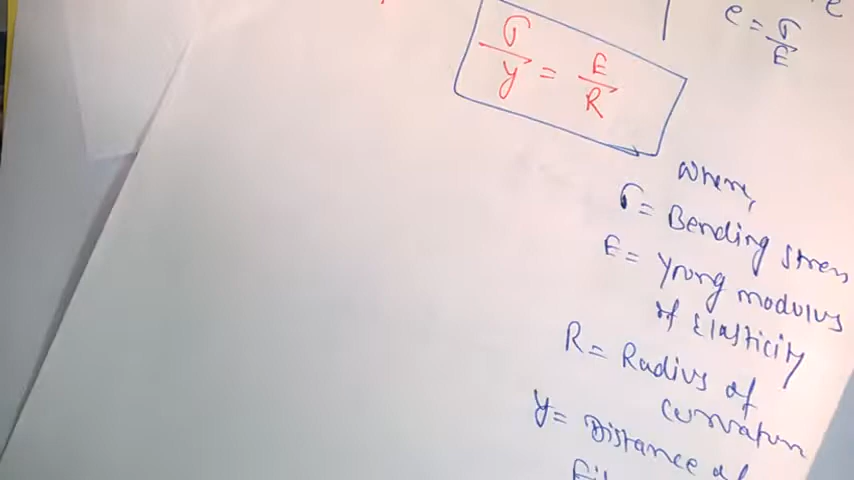 e = σ/E
σ/y = E/R
where,
σ = Bending stress
E = Young modulus
of Elasticity
R = Radius of
curvature
y = Distance of